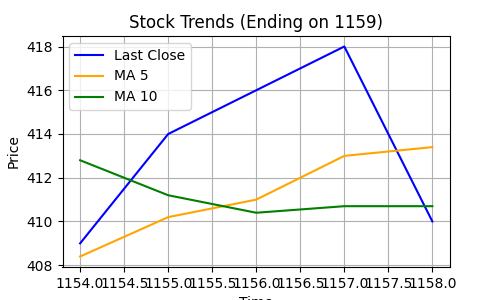 Stock Trends (Ending on 1159)
Last Close
MA 5
MA 10
Price
418
416
414
412
410
408
1154.0 1154.5 1155.0 1155.5 1156.0 1156.5 1157.0 1157.5 1158.0
Time